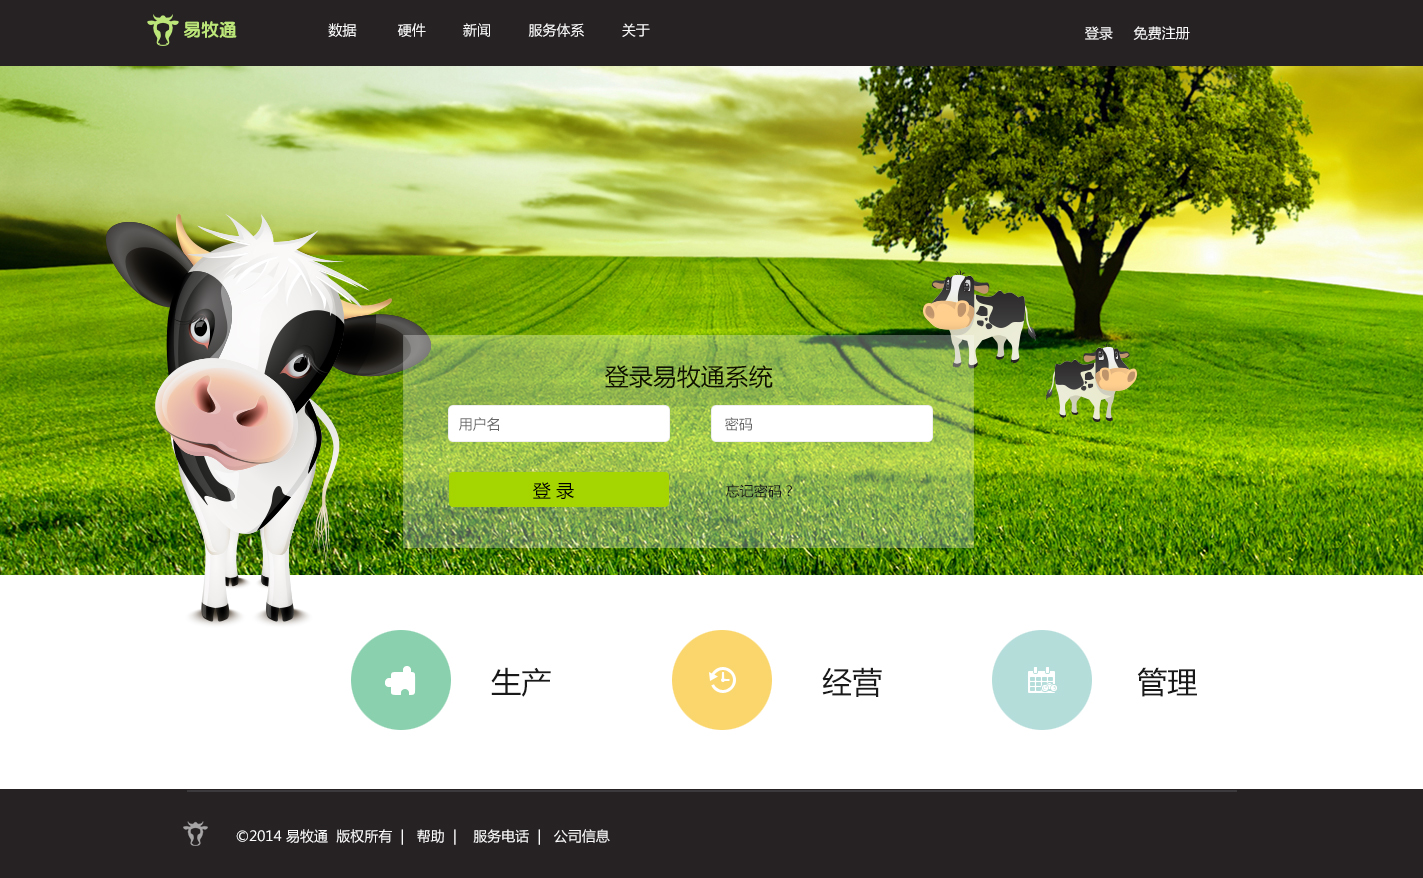 易牧通 数据 硬件 新闻 服务体系 关于 登录 免费注册
登录易牧通系统
用户名 密码
登 录 忘记密码？
生产 经营 管理
©2014 易牧通 版权所有 | 帮助 | 服务电话 | 公司信息